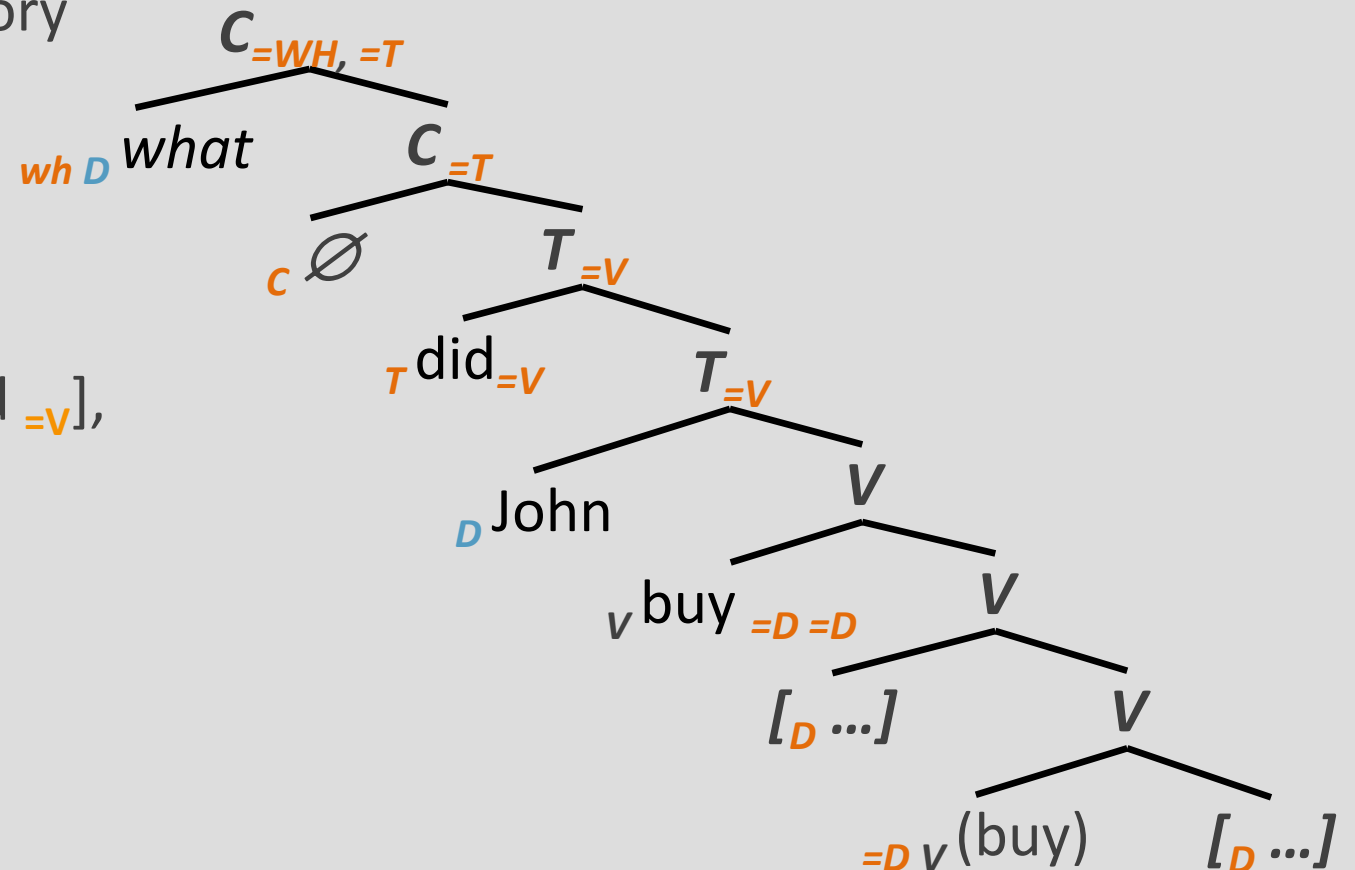 ory
C =WH, =T
wh D what
C =T
C ∅
T =V
T did =V
T =V
=V],
D John
V
V buy =D =D
V
[D …]
V
=D V (buy)
[D …]